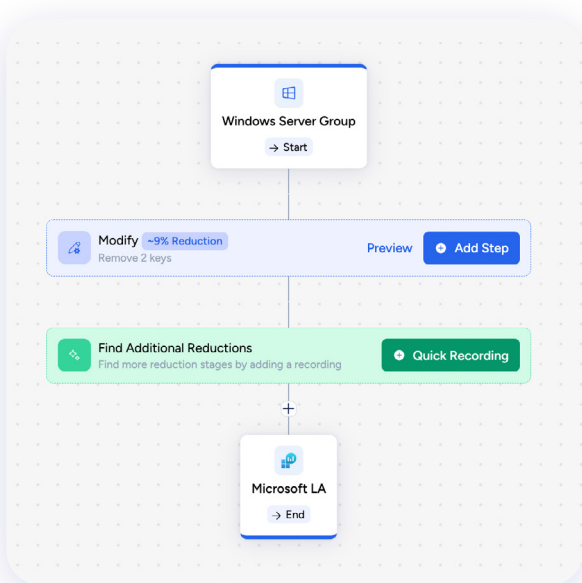 Windows Server Group
→ Start
Modify ~9% Reduction
Remove 2 keys
Preview
Add Step
Find Additional Reductions
Find more reduction stages by adding a recording
Quick Recording
Microsoft LA
→ End